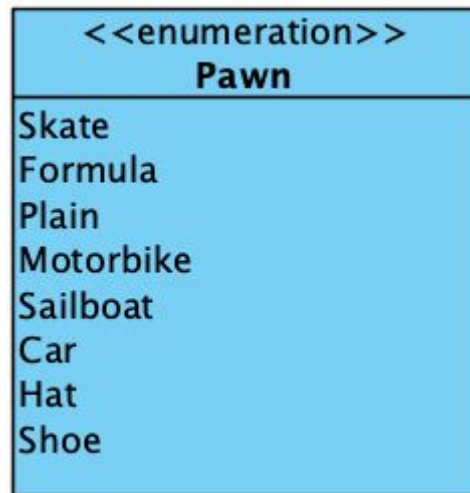 <<enumeration>>
Pawn
Skate
Formula
Plain
Motorbike
Sailboat
Car
Hat
Shoe